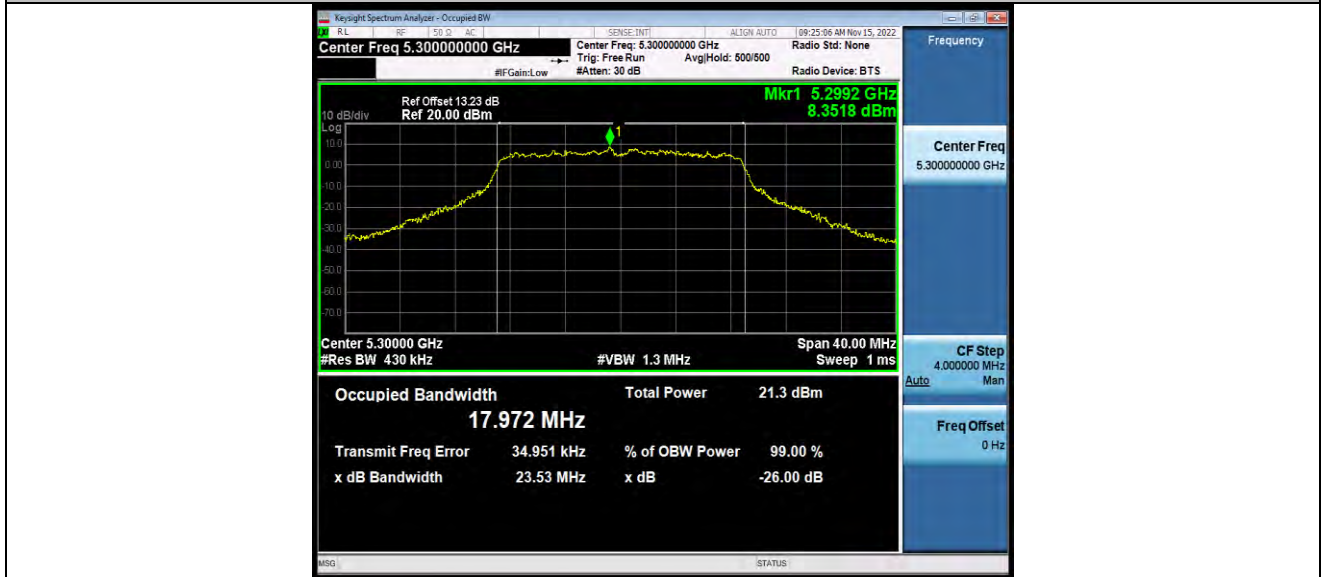 Keysight Spectrum Analyzer - Occupied BW
RL RF 50 Ω AC SENSE:INT ALIGN AUTO 09:25:06 AM Nov 15, 2022
Center Freq 5.300000000 GHz
Center Freq: 5.300000000 GHz
Radio Std: None
Trig: Free Run Avg|Hold: 500/500
#IFGain:Low
#Atten: 30 dB
Radio Device: BTS
Frequency
Mkr1 5.2992 GHz
8.3518 dBm
Ref Offset 13.23 dB
10 dB/div Ref 20.00 dBm
Log
1
10.0
0.00
-10.0
-20.0
-30.0
-40.0
-50.0
-60.0
-70.0
Center 5.30000 GHz
Span 40.00 MHz
#Res BW 430 kHz
#VBW 1.3 MHz
Sweep 1 ms
Center Freq
5.300000000 GHz
CF Step
4.000000 MHz
Auto Man
Freq Offset
0 Hz
Occupied Bandwidth
Total Power 21.3 dBm
17.972 MHz
Transmit Freq Error 34.951 kHz % of OBW Power 99.00 %
x dB Bandwidth 23.53 MHz x dB -26.00 dB
MSG STATUS